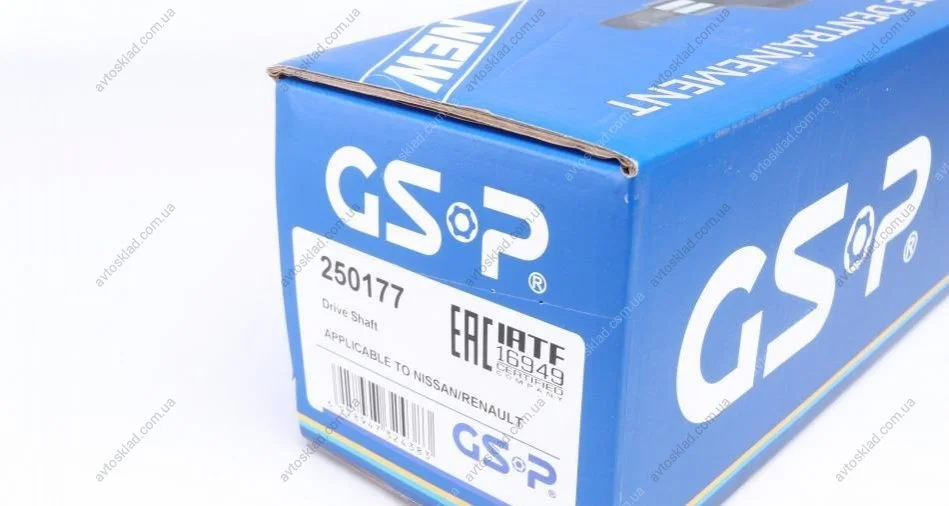 NEW
E DENTRAÎNEMENT
GSP®
250177
Drive Shaft
EAC IATF
16949
CERTIFIED
COMPANY
APPLICABLE TO NISSAN/RENAULT
GSP®
GSP®
avtosklad.com.ua